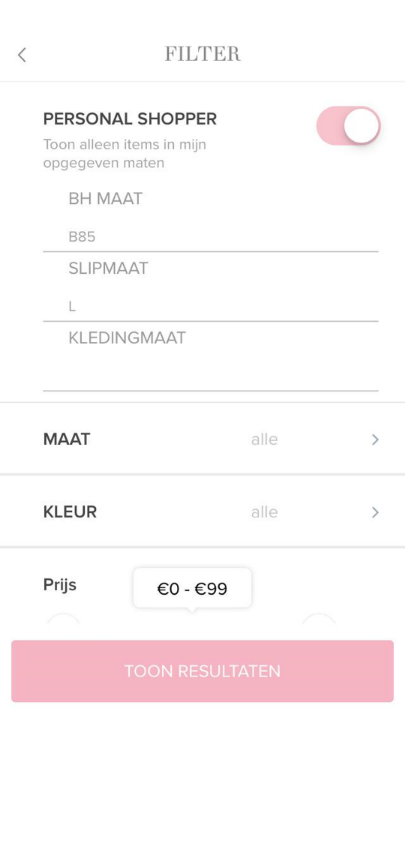 FILTER
PERSONAL SHOPPER
Toon alleen items in mijn
opgegeven maten
BH MAAT
B85
SLIPMAAT
L
KLEDINGMAAT
MAAT alle
KLEUR alle
Prijs €0 - €99
TOON RESULTATEN